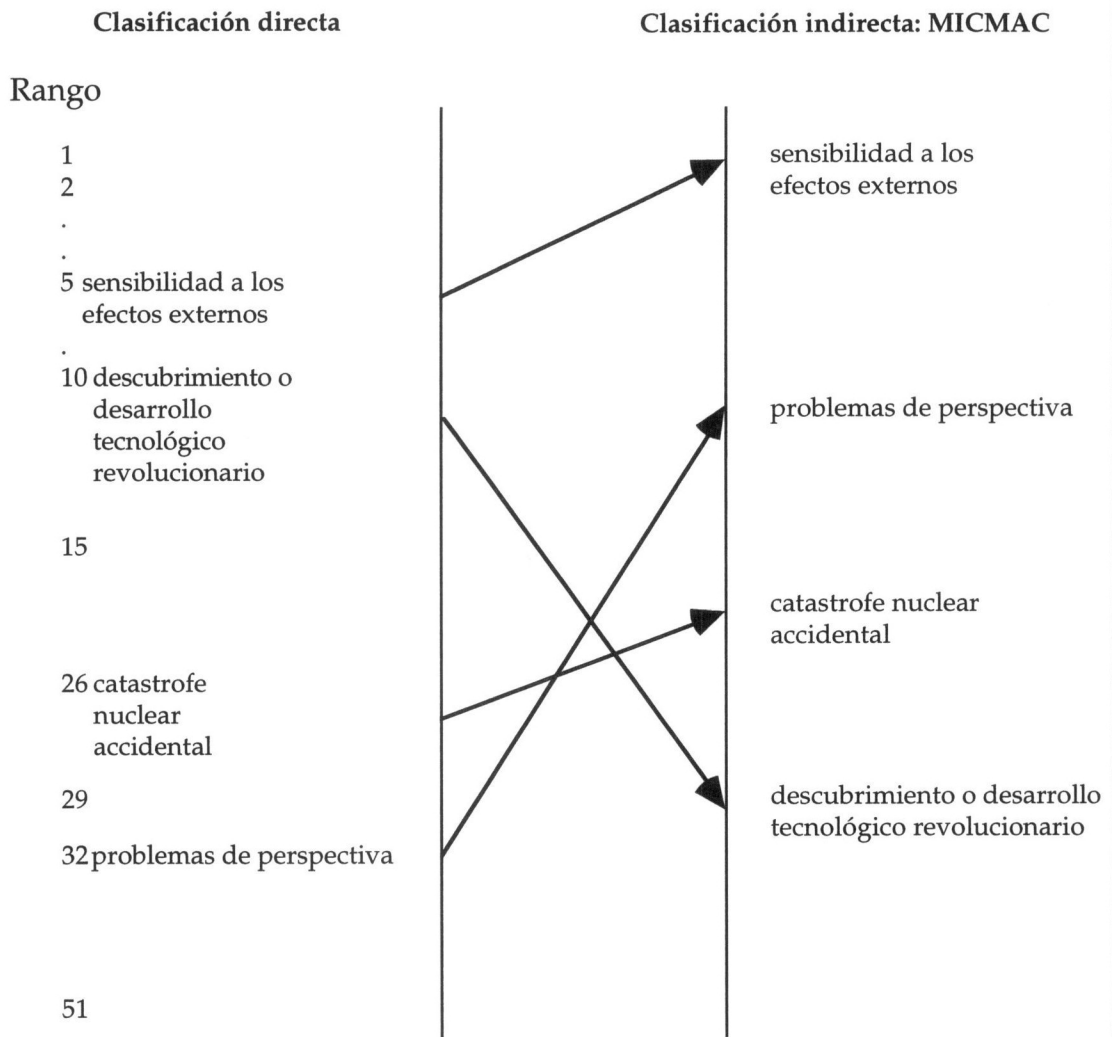 Clasificación directa
Clasificación indirecta: MICMAC
Rango
1
2
.
.
5 sensibilidad a los
efectos externos
.
10 descubrimiento o
desarrollo
tecnológico
revolucionario
15
26 catastrofe
nuclear
accidental
29
32 problemas de perspectiva
51
sensibilidad a los
efectos externos
problemas de perspectiva
catastrofe nuclear
accidental
descubrimiento o desarrollo
tecnológico revolucionario